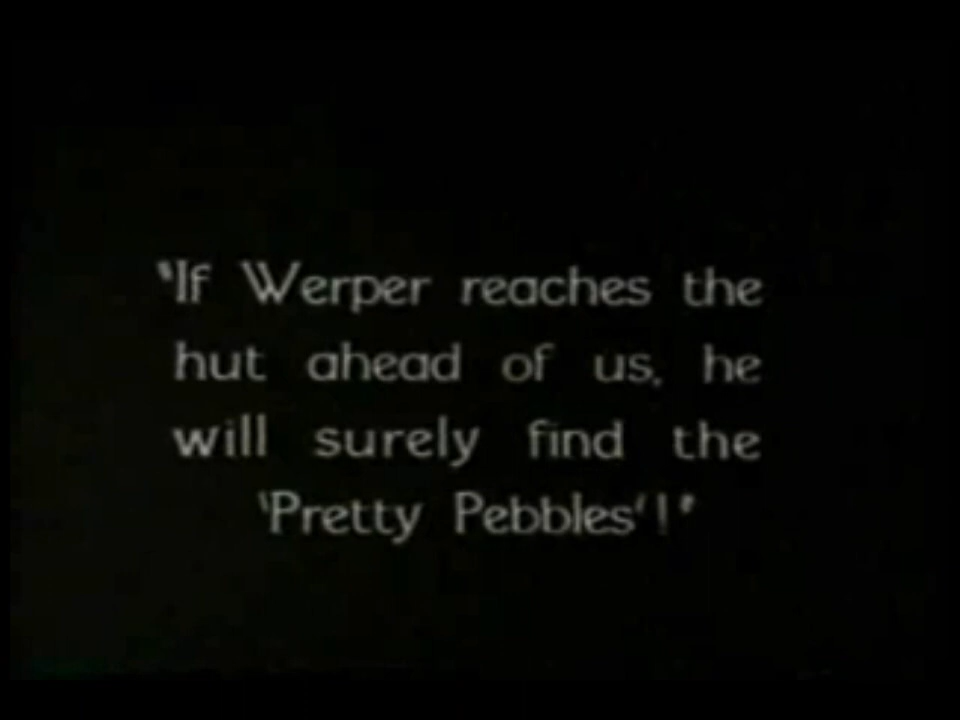 "If Werper reaches the
hut ahead of us, he
will surely find the
'Pretty Pebbles'!"